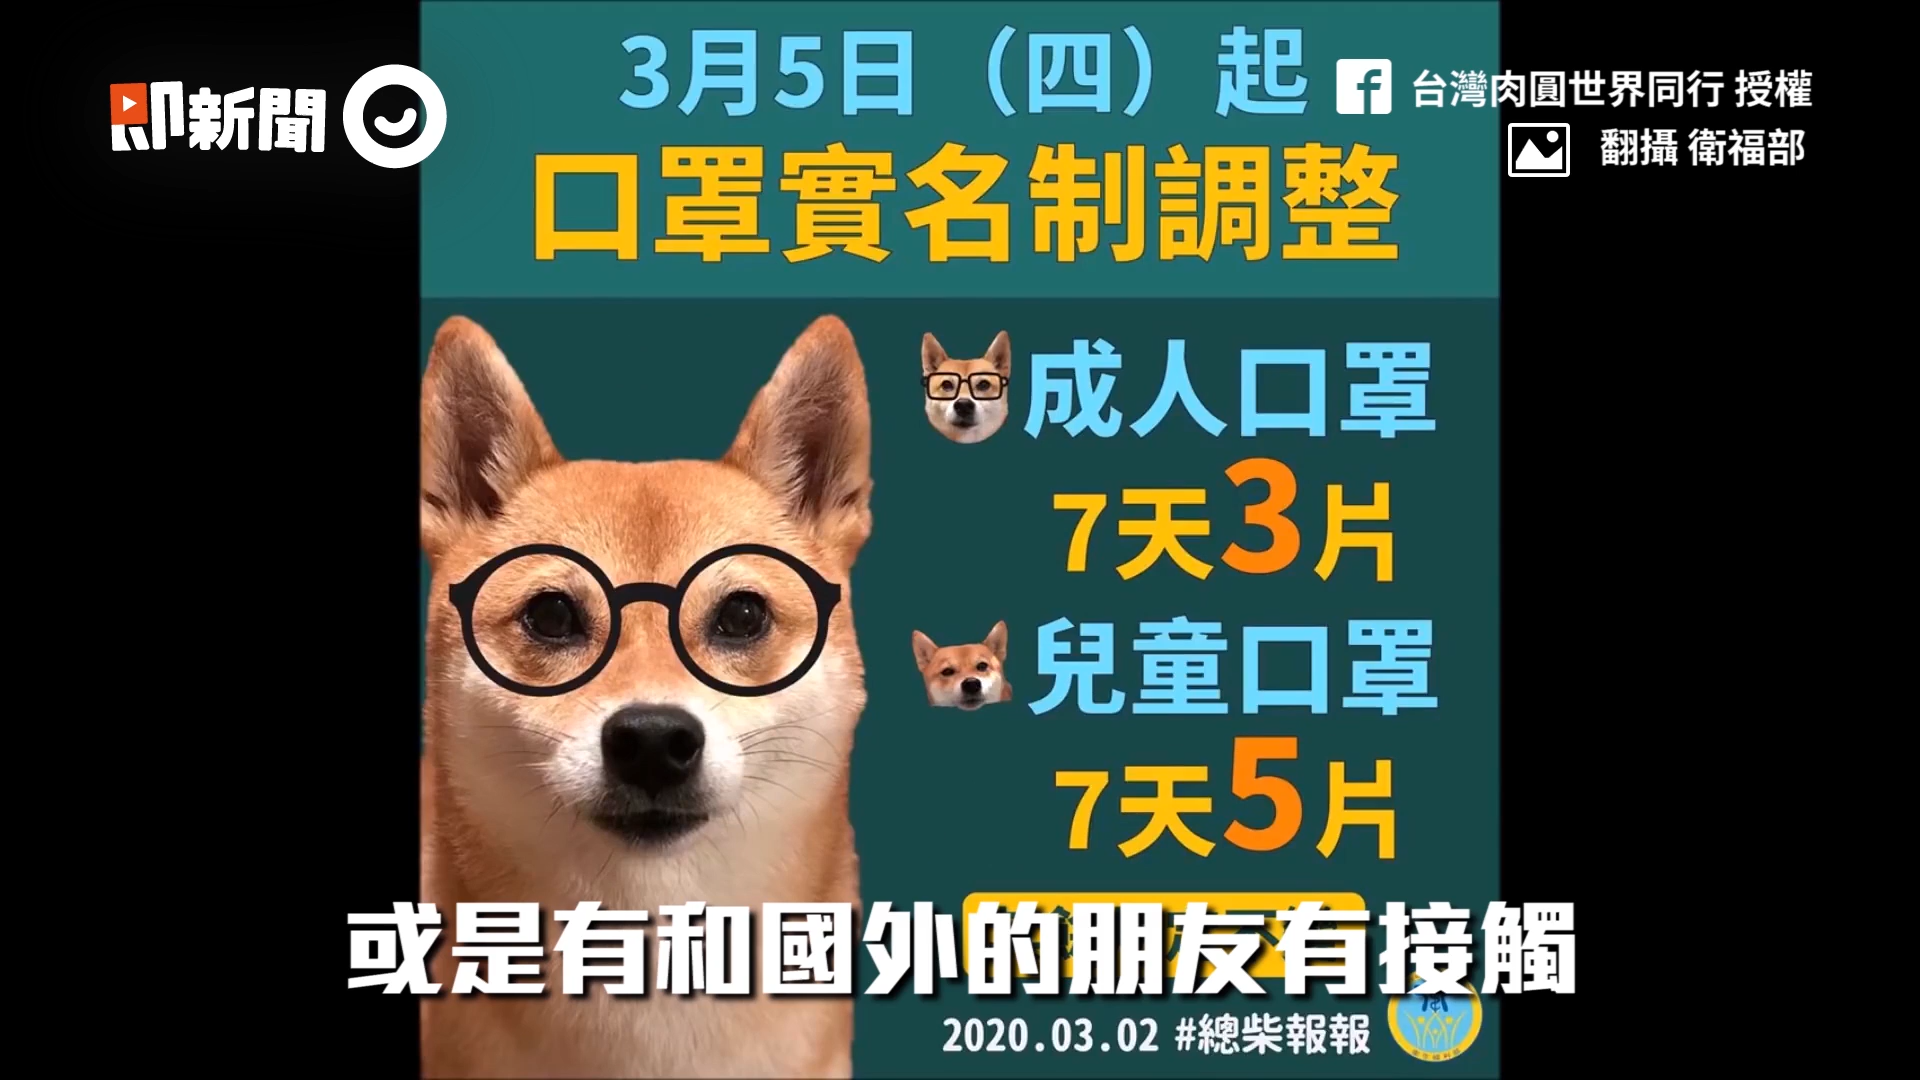 3月5日（四）起
口罩實名制調整
即新聞
台灣肉圓世界同行 授權
翻攝 衛福部
成人口罩
7天3片
兒童口罩
7天5片
或是有和國外的朋友有接觸
2020.03.02 #總柴報報